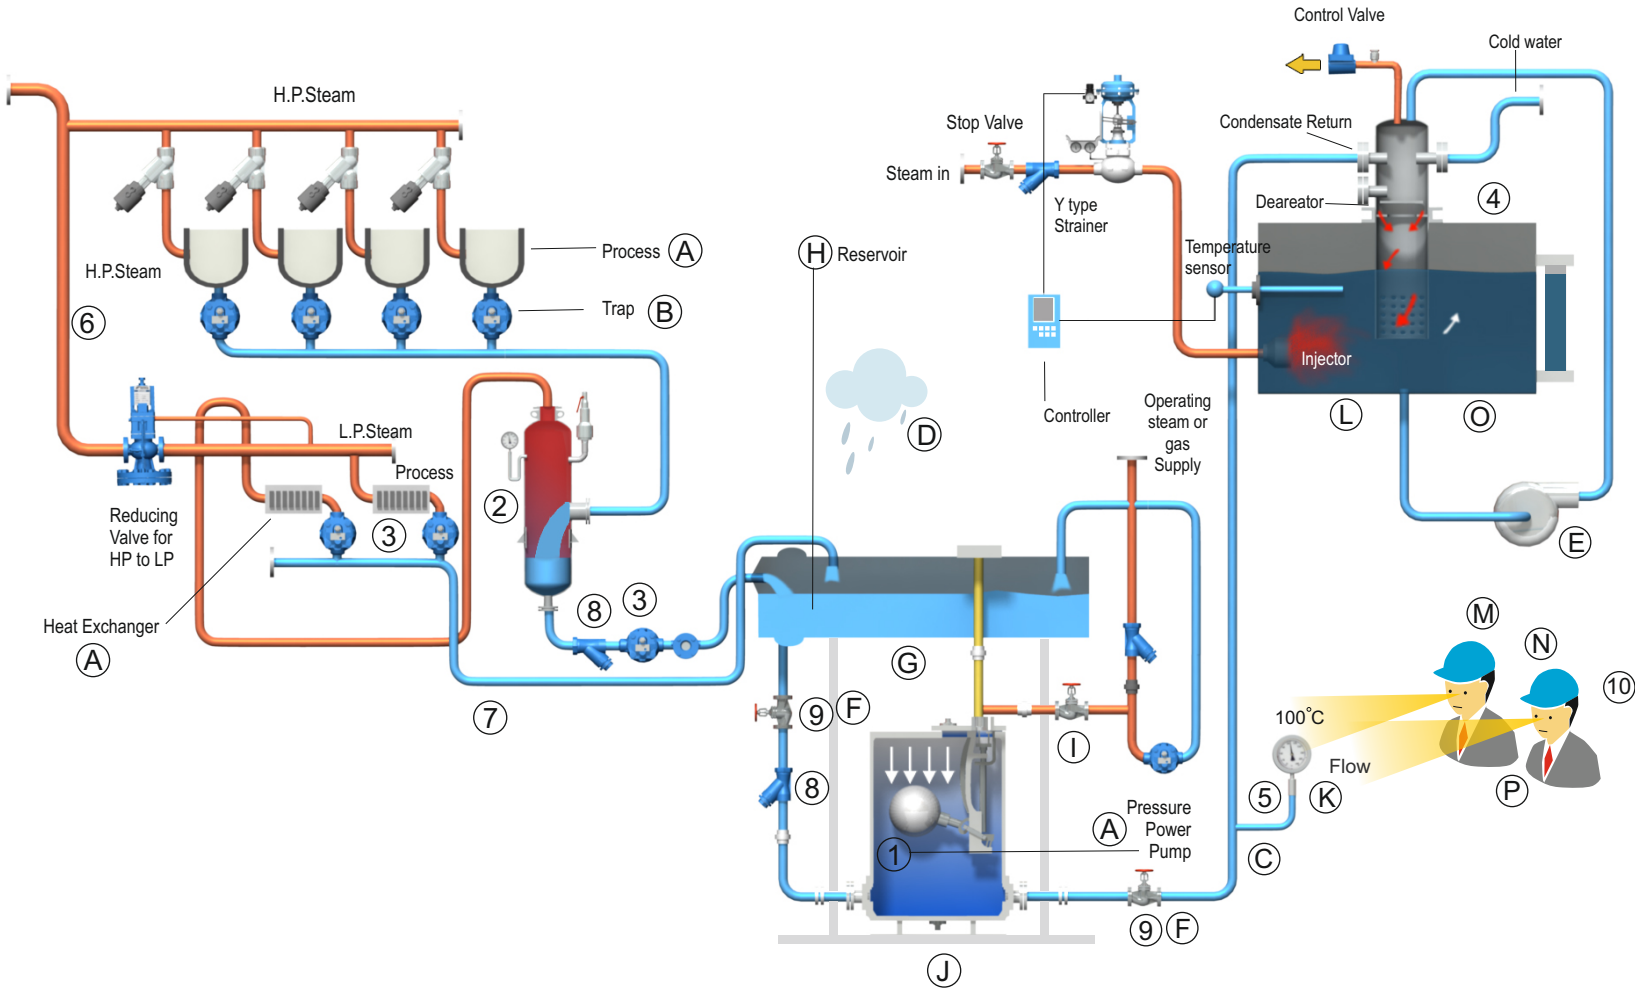 Control Valve
Cold water
H.P.Steam
Stop Valve
Condensate Return
Steam in
Y type
Strainer
Deareator
4
Process A
H Reservoir
Temperature
sensor
H.P.Steam
Trap B
6
Injector
L
O
Controller
Operating
steam or
gas
Supply
D
L.P.Steam
Process
2
Reducing
Valve for
HP to LP
3
E
8
3
Heat Exchanger
A
G
M
N
10
7
9 F
I
100°C
Flow
8
5
K
P
A
Pressure
Power
Pump
1
C
9 F
J